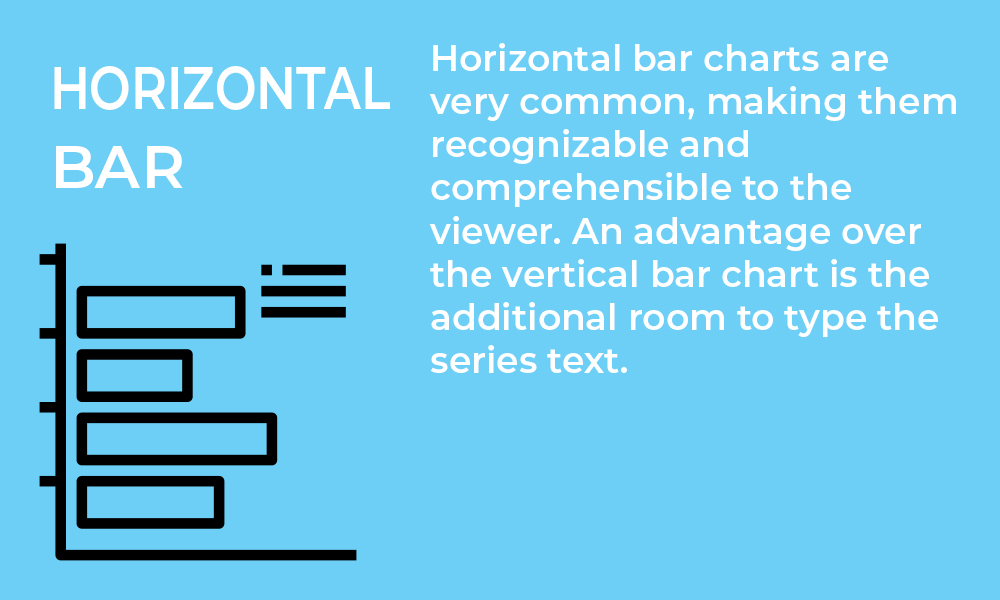 HORIZONTAL
BAR
Horizontal bar charts are
very common, making them
recognizable and
comprehensible to the
viewer. An advantage over
the vertical bar chart is the
additional room to type the
series text.